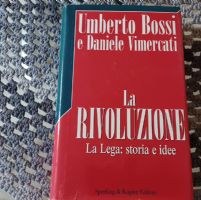 Umberto Bossi
e Daniele Vimercati
La
RIVOLUZIONE
La Lega: storia e idee
Sperling & Kupfer Editori